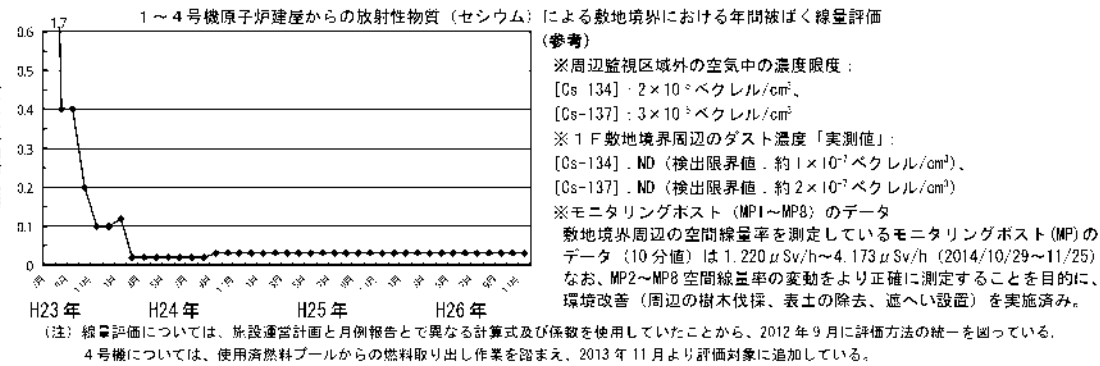 1~4号機原子炉建屋からの放射性物質(セシウム)による敷地境界における年間被ばく線量評価
1.7
0.6
0.5
0.4
0.3
0.2
0.1
0
H23年
H24年
H25年
H26年
(参考)
※周辺監視区域外の空気中の濃度限度:
[Cs-134]:2×10 ベクレル/cm³、
[Cs-137]:3×10 ベクレル/cm³
※1F敷地境界周辺のダスト濃度「実測値」:
[Cs-134]:ND(検出限界値:約1×10⁻⁷ベクレル/cm³)、
[Cs-137]:ND(検出限界値:約2×10⁻⁷ベクレル/cm³)
※モニタリングポスト(MP1~MP8)のデータ
敷地境界周辺の空間線量率を測定しているモニタリングポスト(MP)の
データ(10分値)は1.220μSv/h~4.173μSv/h(2014/10/29~11/25)
なお、MP2~MP8空間線量率の変動をより正確に測定することを目的に、
環境改善(周辺の樹木伐採、表土の除去、遮へい設置)を実施済み。
(注)線量評価については、施設運営計画と月例報告とで異なる計算式及び係数を使用していたことから、2012年9月に評価方法の統一を図っている。
4号機については、使用済燃料プールからの燃料取り出し作業を踏まえ、2013年11月より評価対象に追加している。